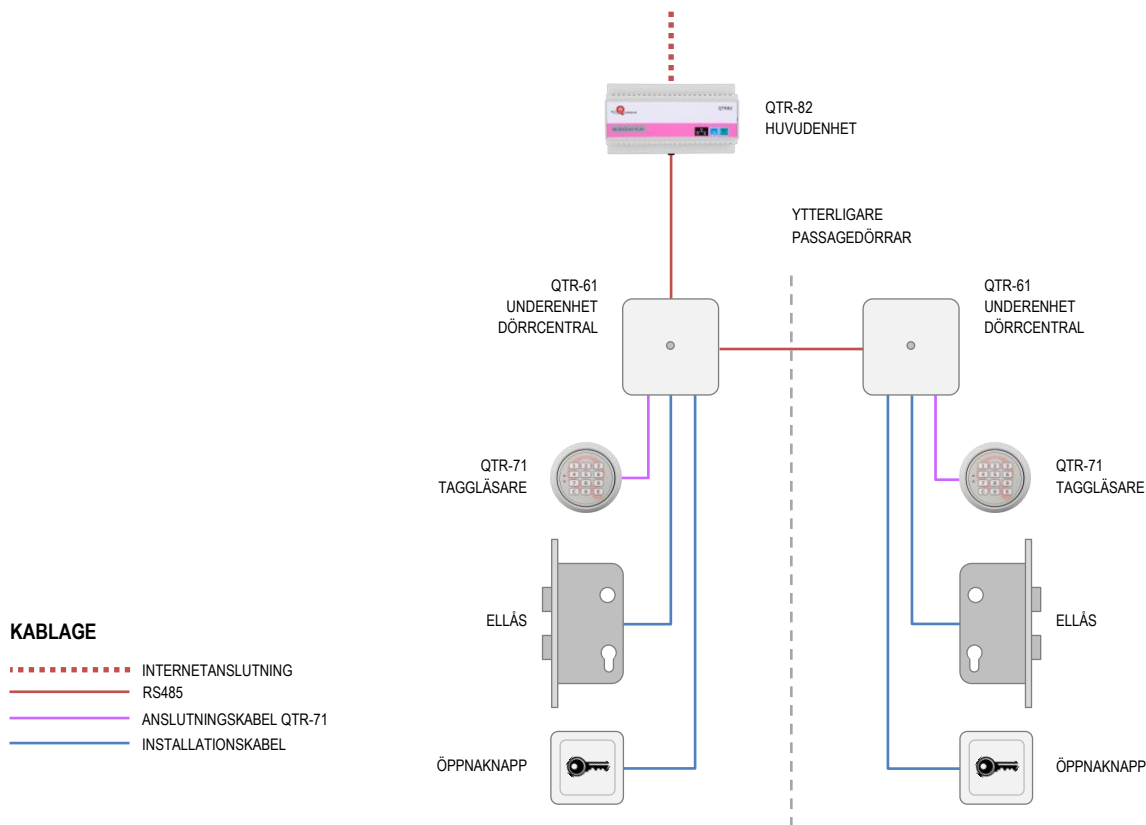 QTR82
QTR-82
HUVUDENHET
YTTERLIGARE
PASSAGEDÖRRAR
QTR-61
UNDERENHET
DÖRRCENTRAL
QTR-61
UNDERENHET
DÖRRCENTRAL
QTR-71
TAGGLÄSARE
QTR-71
TAGGLÄSARE
ELLÅS
ELLÅS
KABLAGE
INTERNETANSLUTNING
RS485
ANSLUTNINGSKABEL QTR-71
INSTALLATIONSKABEL
ÖPPNAKNAPP
ÖPPNAKNAPP